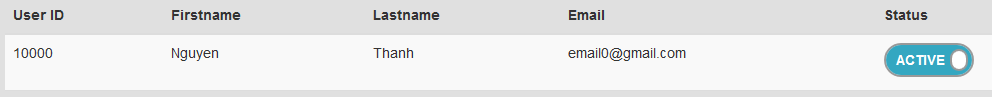 User ID Firstname Lastname Email Status
10000 Nguyen Thanh email0@gmail.com ACTIVE